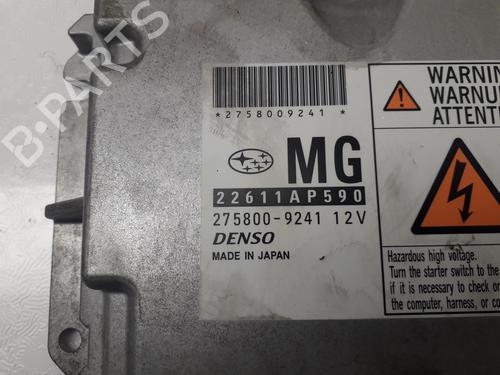 B-PARTS
*2758009241*
MG
22611AP590
275800-9241 12V
DENSO
MADE IN JAPAN
WARNING
WARNUN
ATTENT
Hazardous high voltage.
Turn the starter switch to the
if it is necessary to check or
the computer, harness, or co